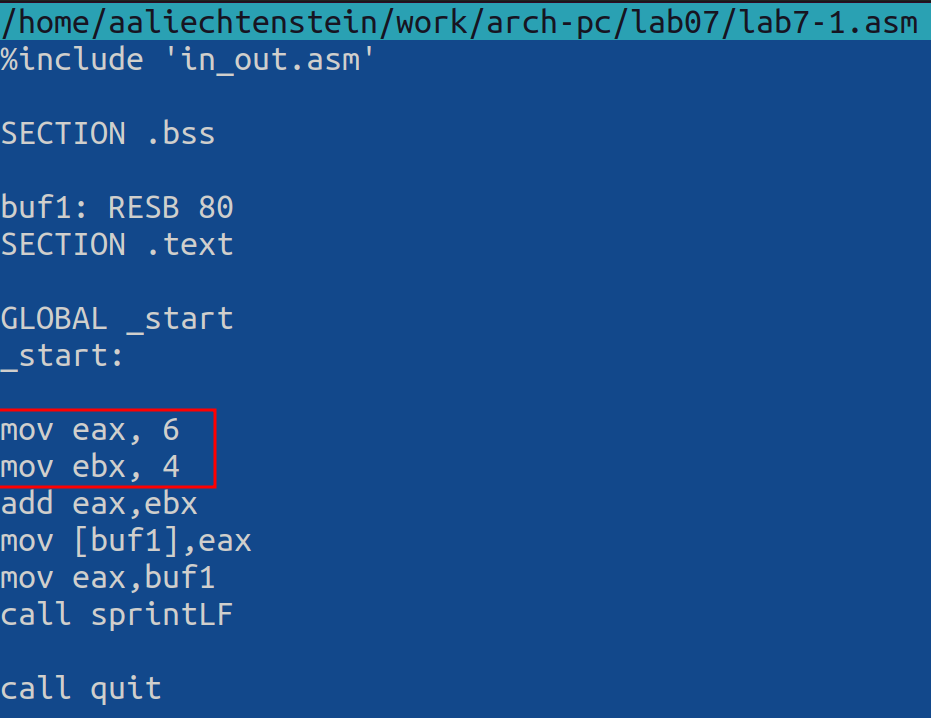 /home/aaliechtenstein/work/arch-pc/lab07/lab7-1.asm
%include 'in_out.asm'
SECTION .bss
buf1: RESB 80
SECTION .text
GLOBAL _start
_start:
mov eax, 6
mov ebx, 4
add eax,ebx
mov [buf1],eax
mov eax,buf1
call sprintLF
call quit